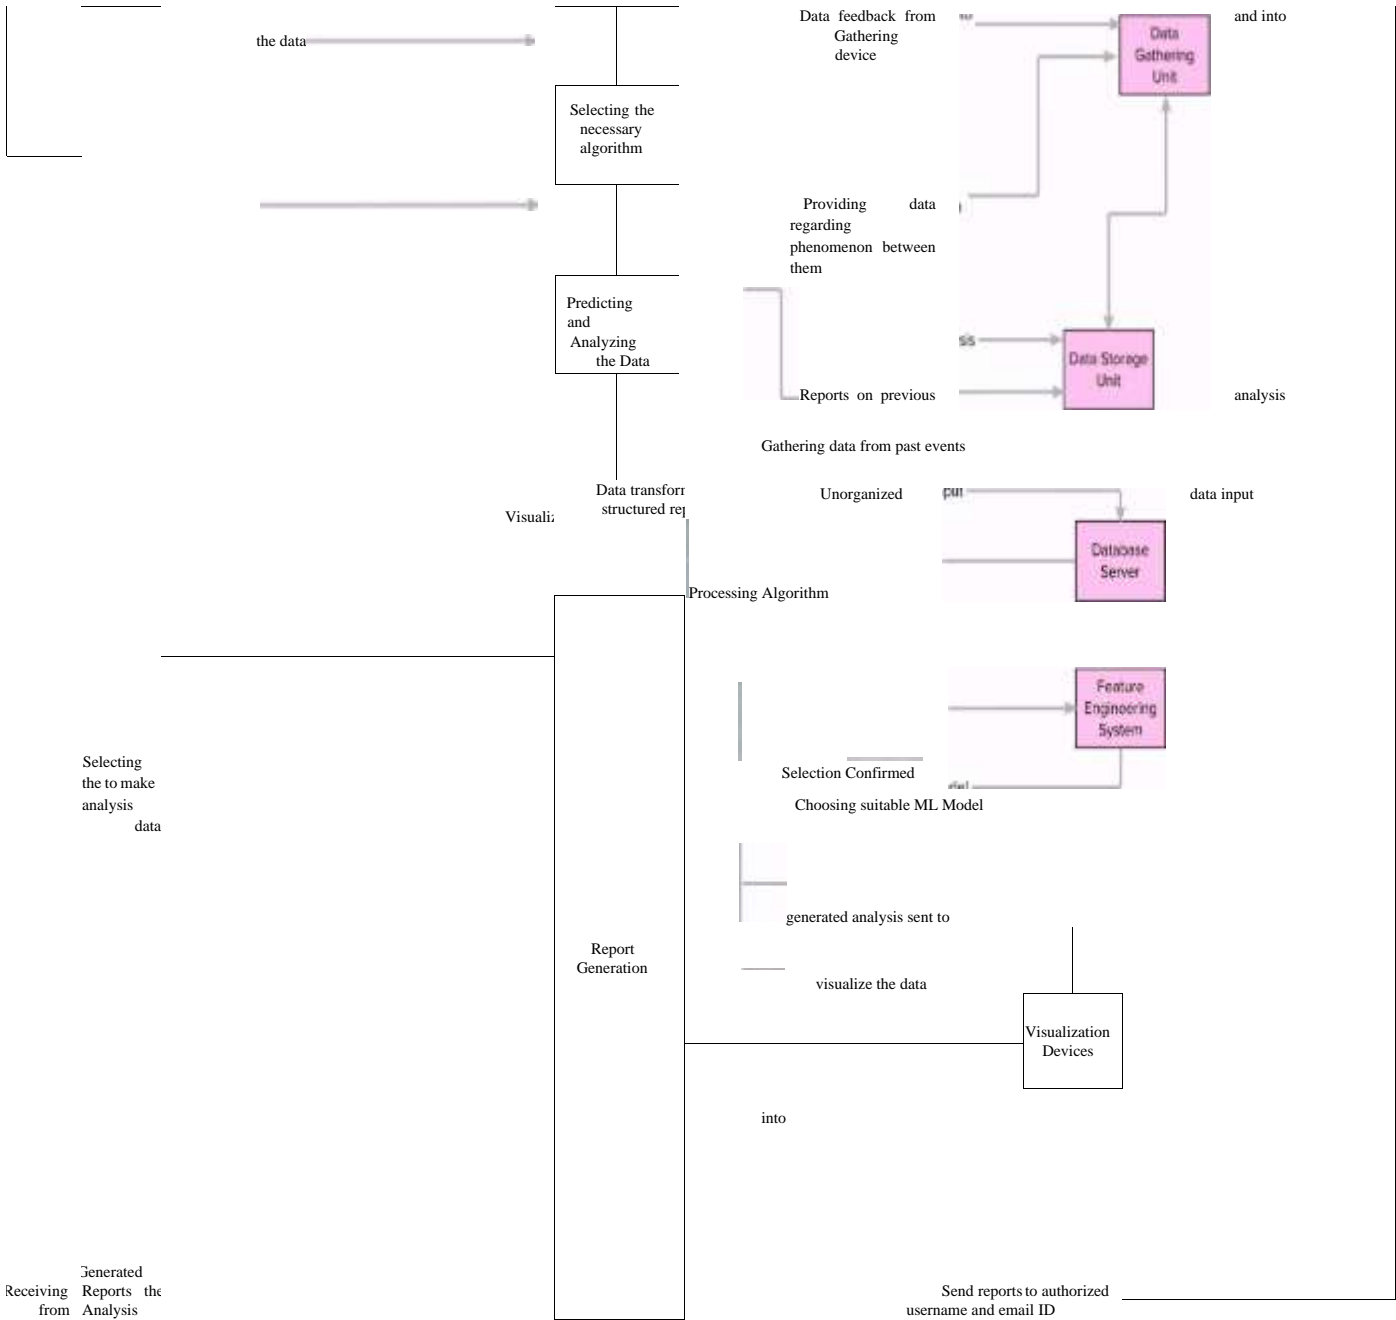 Data feedback from
and into
Gathering
device
the data
Data
Gathering
Unit
Selecting the
necessary
algorithm
Providing data
regarding
phenomenon between
them
Predicting
and
Analyzing
the Data
Data Storage
Unit
Reports on previous
analysis
Gathering data from past events
Data transfor
structured re
Visualiz
Unorganized
put
data input
Database
Server
Processing Algorithm
Feature
Engineering
System
Selecting
the to make
analysis
data
Selection Confirmed
Choosing suitable ML Model
generated analysis sent to
Report
Generation
visualize the data
Visualization
Devices
into
Generated
Receiving Reports the
from Analysis
Send reports to authorized
username and email ID